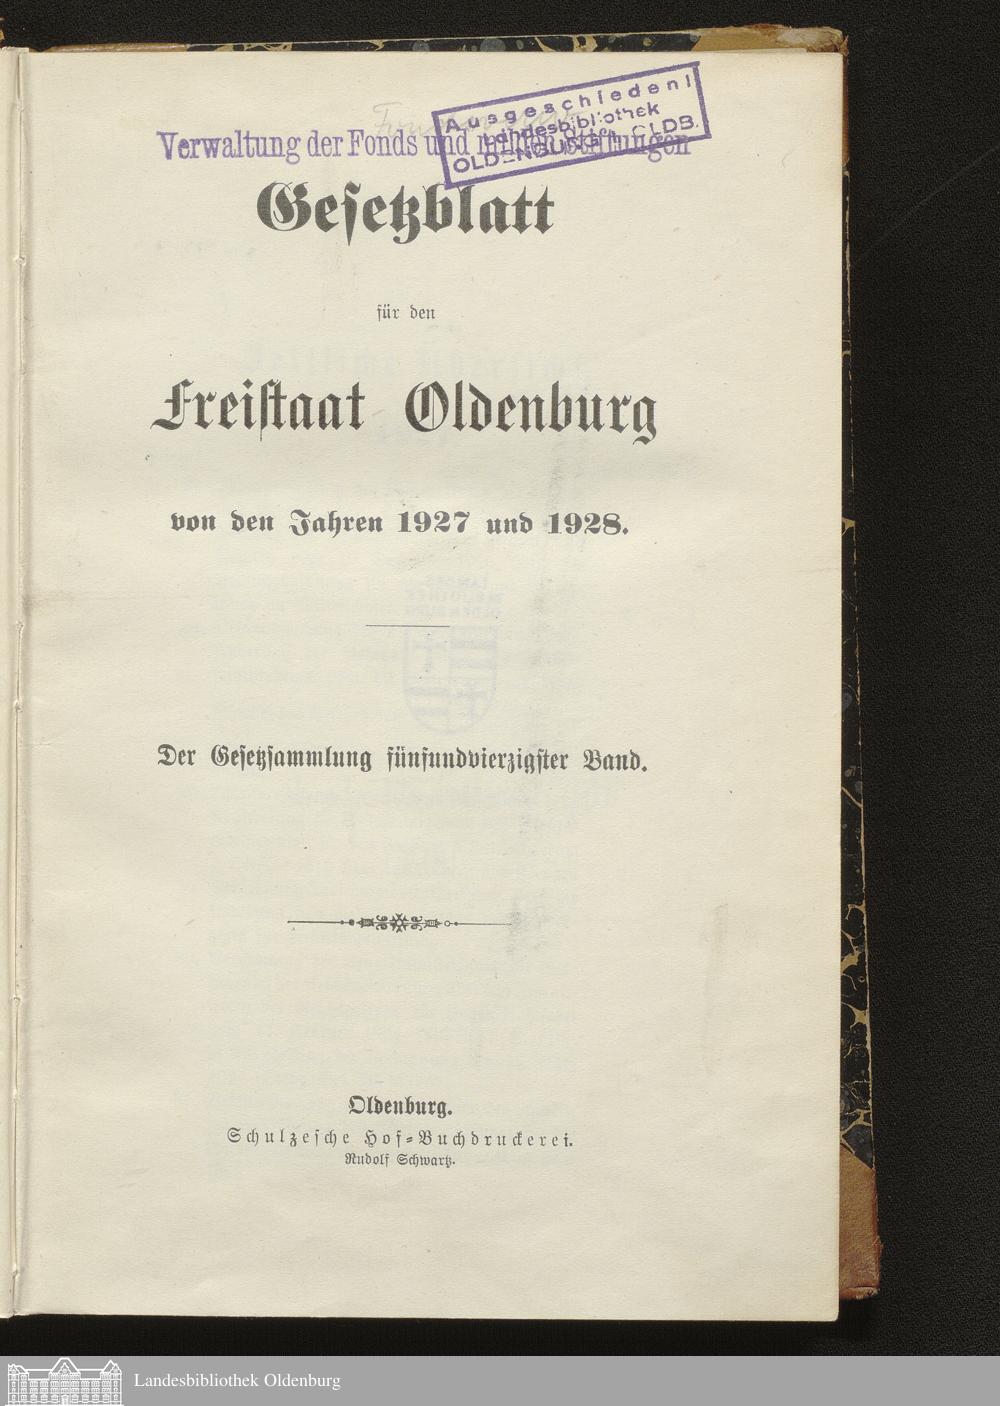 Ausgeschieden!
Landesbibliothek
OLDENBURG OLDB.
Verwaltung der Fonds und milden Stiftungen
Gesetzblatt
für den
Freistaat Oldenburg
von den Jahren 1927 und 1928.
Der Gesetzsammlung fünfundvierzigster Band.
Oldenburg.
Schulzesche Hof-Buchdruckerei.
Rudolf Schwartz.
Landesbibliothek Oldenburg